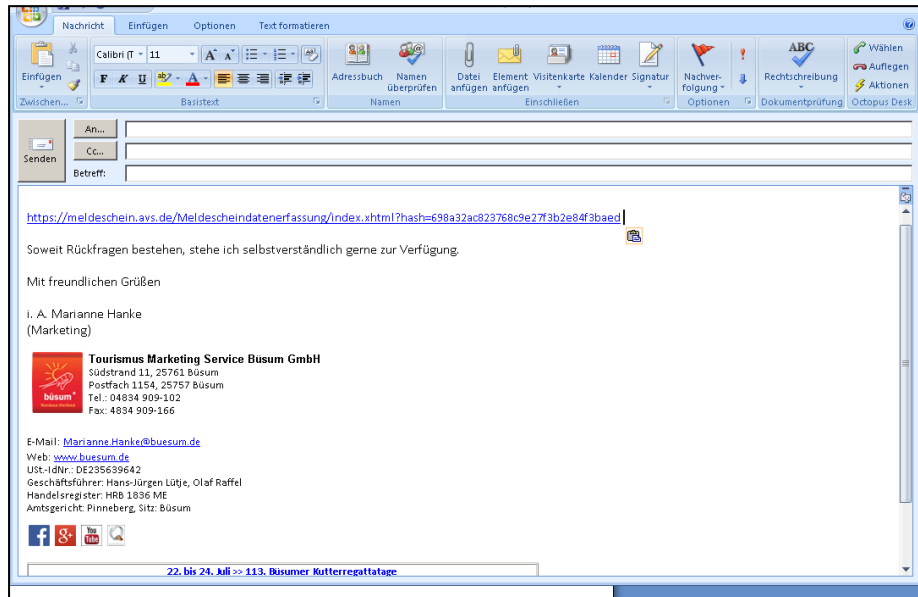 Nachricht Einfügen Optionen Text formatieren
Calibri (T 11
Wählen
Auflegen
Aktionen
Einfügen
F K U
Adressbuch Namen überprüfen
Datei anfügen Element anfügen Visitenkarte Kalender Signatur
Nachver-folgung
ABC
Rechtschreibung
Zwischen... Basistext Namen Einschließen Optionen Dokumentprüfung Octopus Desk
Senden
An...
Cc...
Betreff:
https://meldeschein.avs.de/Meldescheindatenerfassung/index.xhtml?hash=698a32ac823768c9e27f3b2e84f3baed
Soweit Rückfragen bestehen, stehe ich selbstverständlich gerne zur Verfügung.
Mit freundlichen Grüßen
i. A. Marianne Hanke
(Marketing)
büsum
Tourismus Marketing Service Büsum GmbH
Südstrand 11, 25761 Büsum
Postfach 1154, 25757 Büsum
Tel.: 04834 909-102
Fax: 4834 909-166
E-Mail: Marianne.Hanke@buesum.de
Web: www.buesum.de
USt.-IdNr.: DE235639642
Geschäftsführer: Hans-Jürgen Lütje, Olaf Raffel
Handelsregister: HRB 1836 ME
Amtsgericht: Pinneberg, Sitz: Büsum
f 8+ You Tube
22. bis 24. Juli >> 113. Büsumer Kutterregattatage